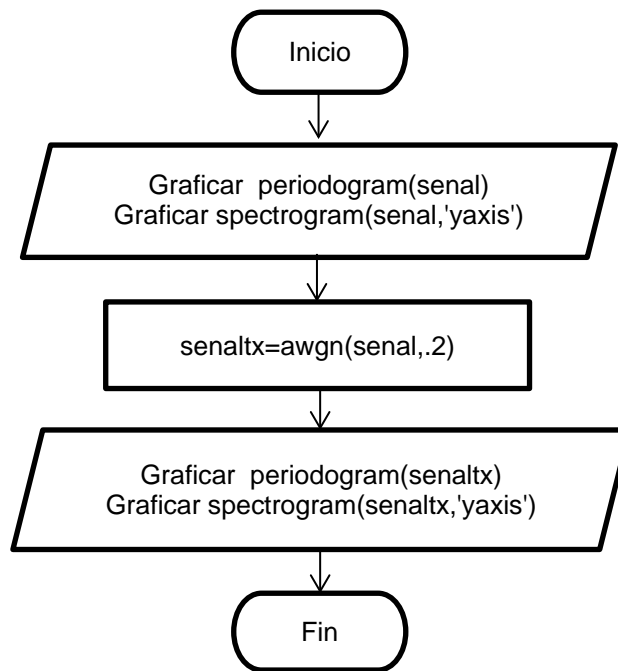 Inicio
Graficar periodogram(senal)
Graficar spectrogram(senal,'yaxis')
senaltx=awgn(senal,.2)
Graficar periodogram(senaltx)
Graficar spectrogram(senaltx,'yaxis')
Fin